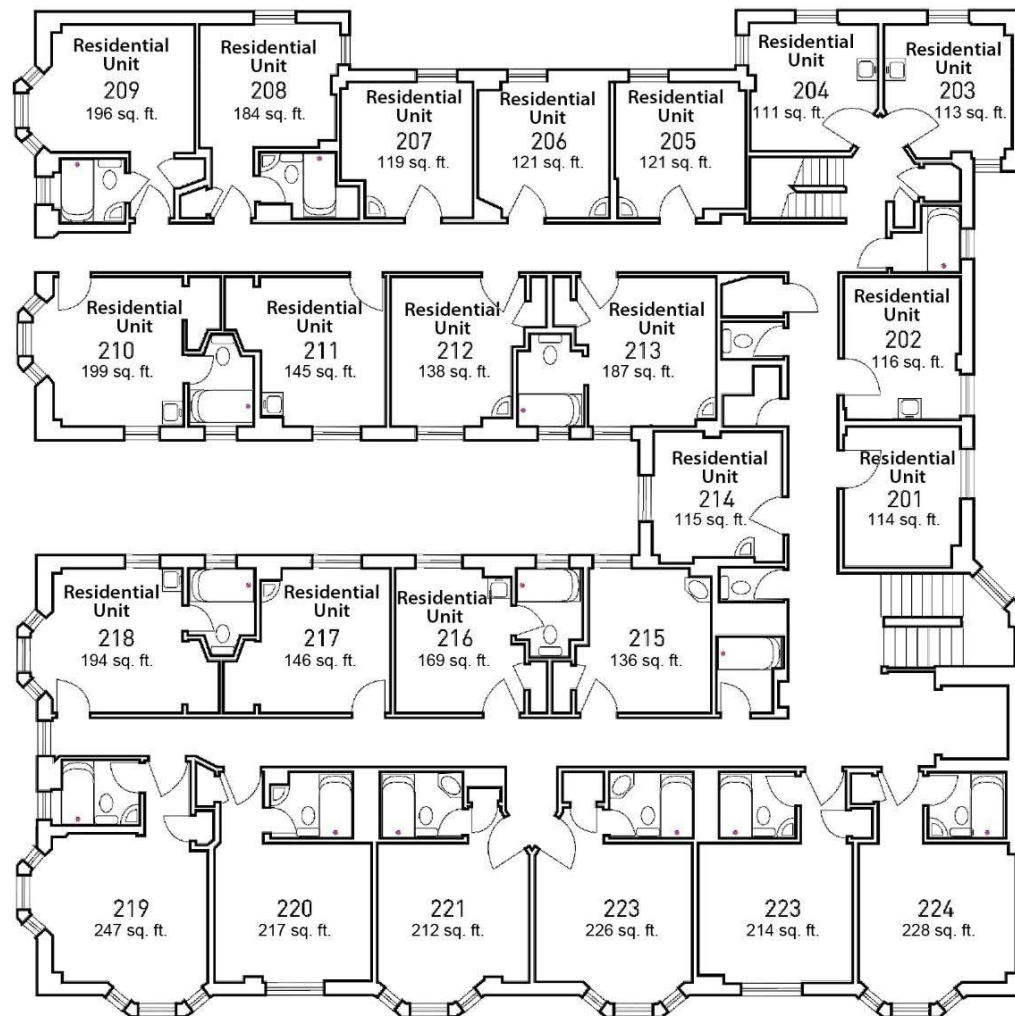 Residential
Unit
209
196 sq. ft.
Residential
Unit
208
184 sq. ft.
Residential
Unit
207
119 sq. ft.
Residential
Unit
206
121 sq. ft.
Residential
Unit
205
121 sq. ft.
Residential
Unit
204
111 sq. ft.
Residential
Unit
203
113 sq. ft.
Residential
Unit
210
199 sq. ft.
Residential
Unit
211
145 sq. ft.
Residential
Unit
212
138 sq. ft.
Residential
Unit
213
187 sq. ft.
Residential
Unit
202
116 sq. ft.
Residential
Unit
214
115 sq. ft.
Residential
Unit
201
114 sq. ft.
Residential
Unit
218
194 sq. ft.
Residential
Unit
217
146 sq. ft.
Residential
Unit
216
169 sq. ft.
215
136 sq. ft.
219
247 sq. ft.
220
217 sq. ft.
221
212 sq. ft.
223
226 sq. ft.
223
214 sq. ft.
224
228 sq. ft.